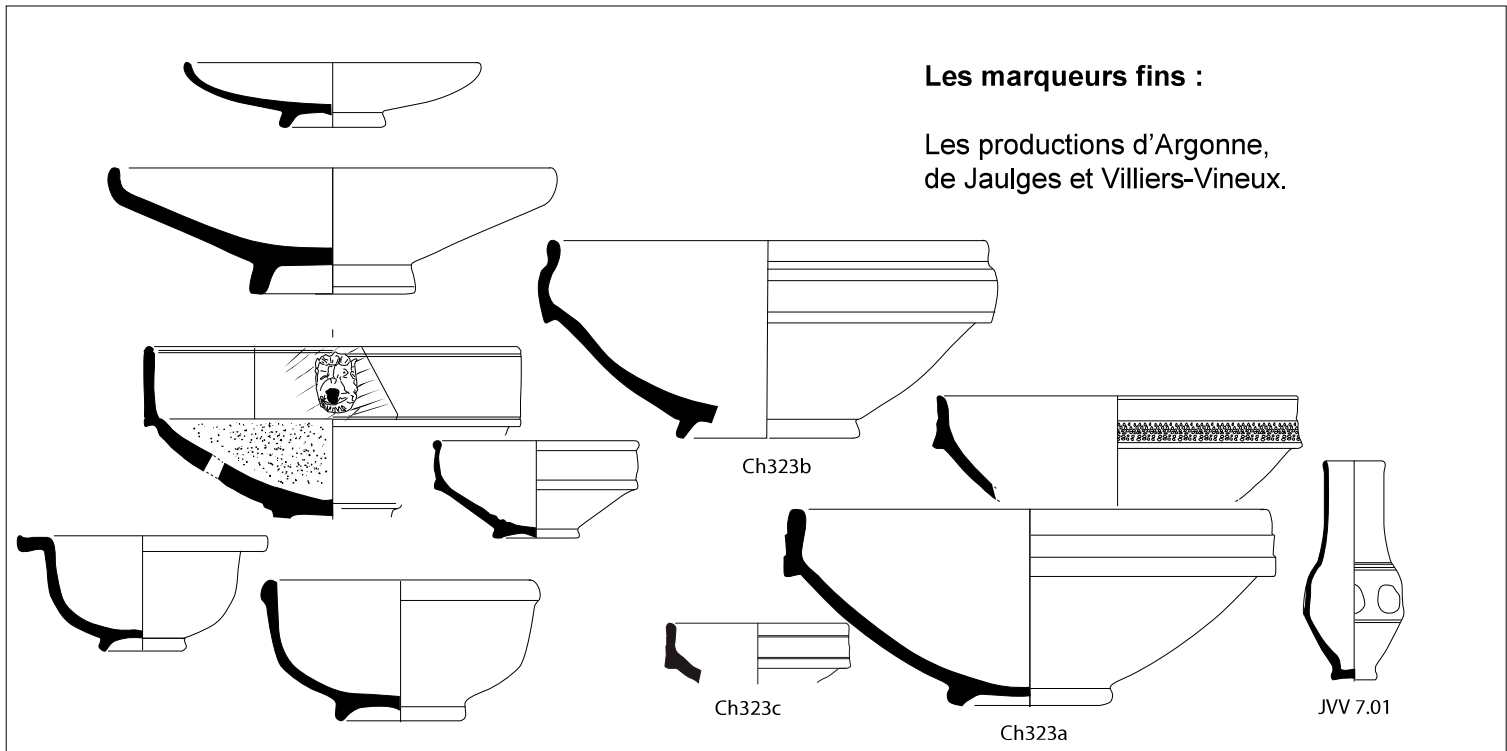 Les marqueurs fins :
Les productions d'Argonne,
de Jaulges et Villiers-Vineux.
Ch323b
Ch323c
Ch323a
JVV 7.01